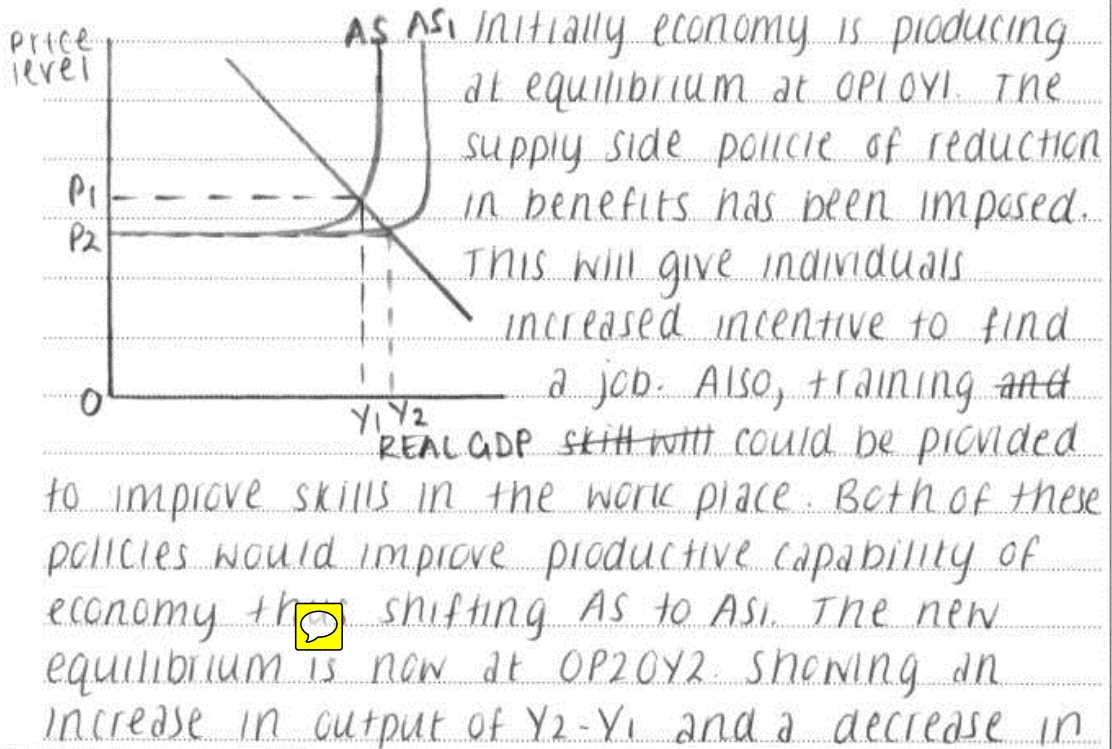 Price level
AS AS1
P1
P2
O
Y1 Y2
REAL GDP
Initially economy is producing
at equilibrium at OP1OY1. The
supply side policie of reduction
in benefits has been imposed.
This will give individuals
increased incentive to find
a job. Also, training and
skill will could be provided
to improve skills in the work place. Both of these
policies would improve productive capability of
economy thus shifting AS to AS1. The new
equilibrium is now at OP2OY2. showing an
increase in output of Y2-Y1 and a decrease in